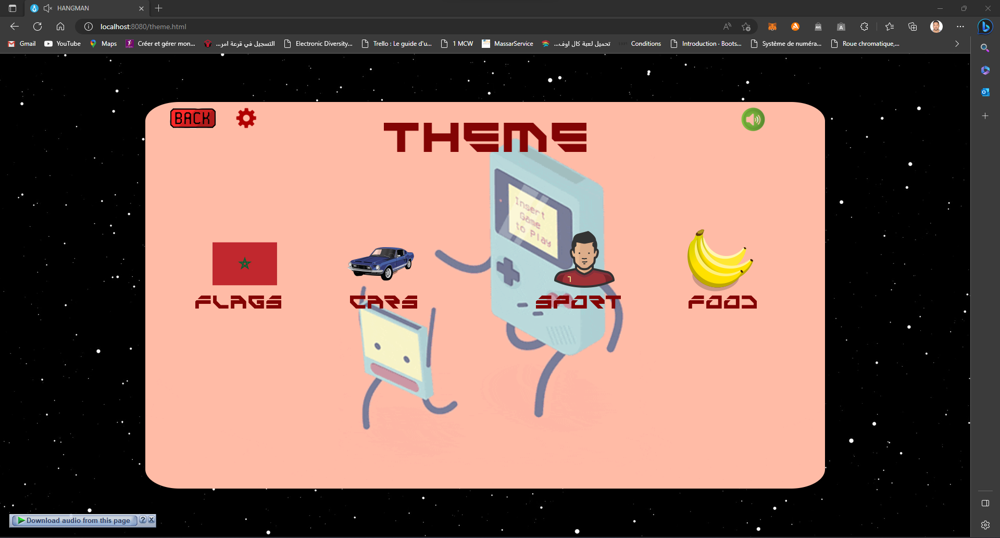 HANGMAN
localhost:8080/theme.html
Gmail
YouTube
Maps
Créer et gérer mon...
التسجيل في قرعة امر...
Electronic Diversity...
Trello : Le guide d'u...
1 MCW
MassarService
تحميل لعبة كال اوف...
Conditions
Introduction · Boots...
Système de numéra...
Roue chromatique,...
BACK
THEME
Insert
Game
to Play
1
FLAGS
CARS
SPORT
FOOD
Download audio from this page